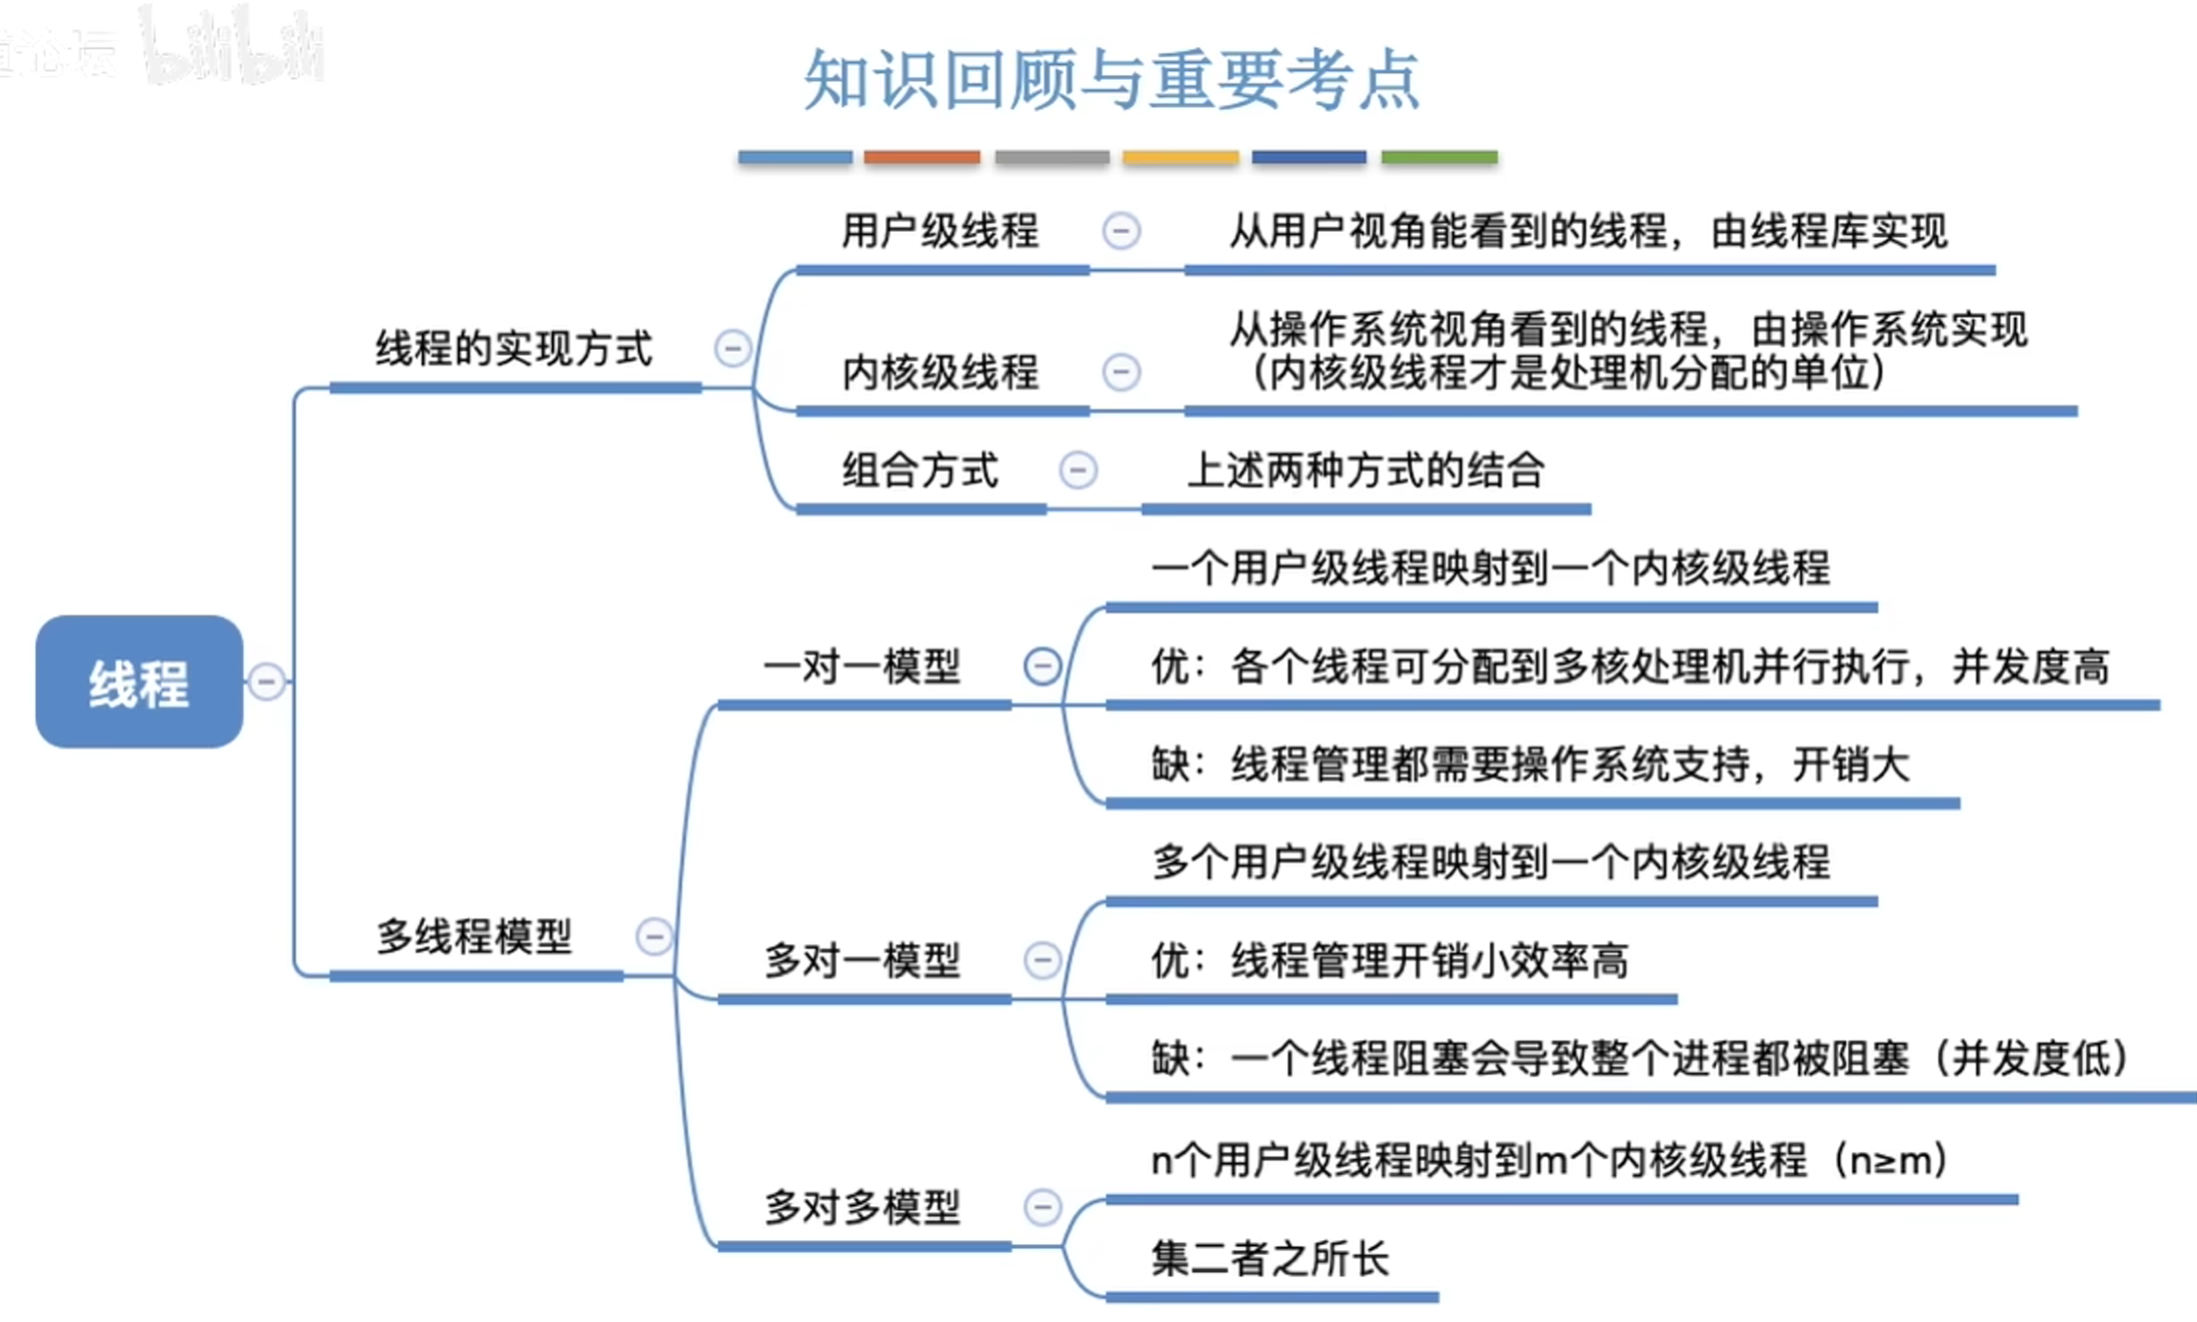 论坛 bilibili
知识回顾与重要考点
线程
线程的实现方式
用户级线程
从用户视角能看到的线程，由线程库实现
内核级线程
从操作系统视角看到的线程，由操作系统实现
（内核级线程才是处理机分配的单位）
组合方式
上述两种方式的结合
多线程模型
一对一模型
一个用户级线程映射到一个内核级线程
优：各个线程可分配到多核处理机并行执行，并发度高
缺：线程管理都需要操作系统支持，开销大
多对一模型
多个用户级线程映射到一个内核级线程
优：线程管理开销小效率高
缺：一个线程阻塞会导致整个进程都被阻塞（并发度低）
多对多模型
n个用户级线程映射到m个内核级线程（n≥m）
集二者之所长